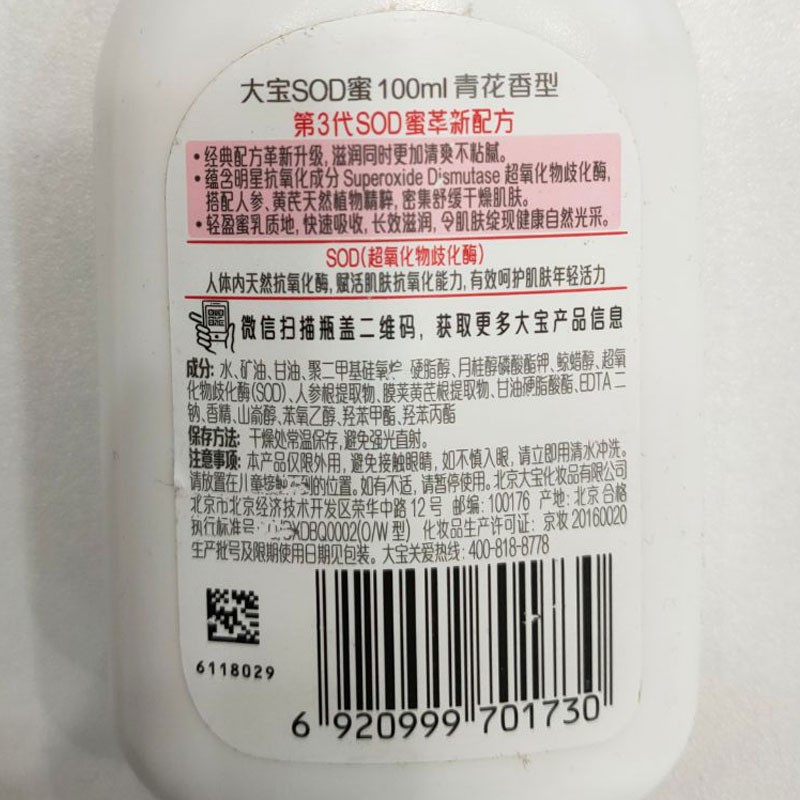 大宝SOD蜜 100ml 青花香型
第3代SOD蜜革新配方
·经典配方革新升级,滋润同时更加清爽不粘腻。
·蕴含明星抗氧化成分 Superoxide Dismutase 超氧化物歧化酶,
搭配人参、黄芪天然植物精粹,密集舒缓干燥肌肤。
·轻盈蜜乳质地,快速吸收,长效滋润,令肌肤绽现健康自然光采。
SOD(超氧化物歧化酶)
人体内天然抗氧化酶,赋活肌肤抗氧化能力,有效呵护肌肤年轻活力
微信扫描瓶盖二维码,获取更多大宝产品信息
成分: 水、矿油、甘油、聚二甲基硅氧烷、硬脂醇、月桂醇磷酸酯钾、鲸蜡醇、超氧
化物歧化酶(SOD)、人参根提取物、膜荚黄芪根提取物、甘油硬脂酸酯、EDTA 二
钠、香精、山嵛醇、苯氧乙醇、羟苯甲酯、羟苯丙酯
保存方法: 干燥处常温保存,避免强光直射。
注意事项: 本产品仅限外用,避免接触眼睛,如不慎入眼,请立即用清水冲洗。
请放置在儿童接触不到的位置。如有不适,请暂停使用。北京大宝化妆品有限公司
北京市北京经济技术开发区荣华中路 12 号 邮编: 100176 产地: 北京 合格
执行标准号: XDBQ0002(O/W 型) 化妆品生产许可证: 京妆 20160020
生产批号及限期使用日期见包装。大宝关爱热线: 400-818-8778
6118029
6 920999 701730